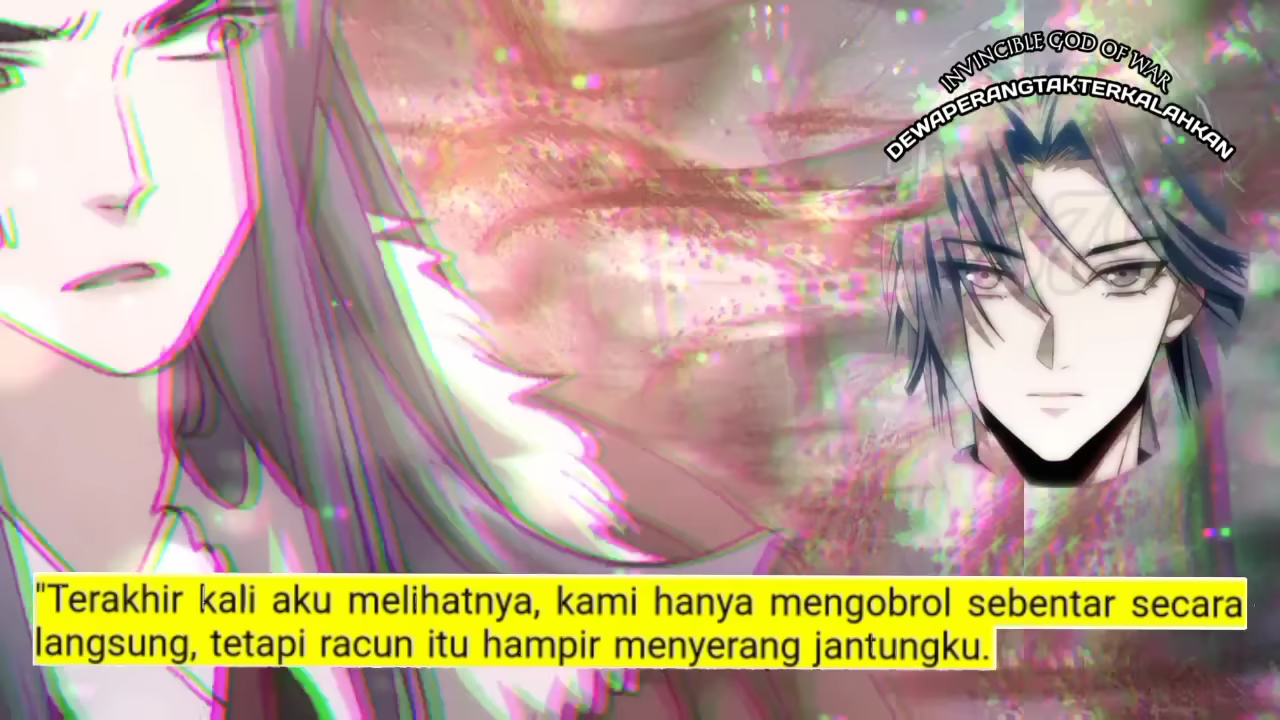 INVINCIBLE GOD OF WAR
DEWAPERANGTAKTERKALAHKAN
"Terakhir kali aku melihatnya, kami hanya mengobrol sebentar secara
langsung, tetapi racun itu hampir menyerang jantungku.